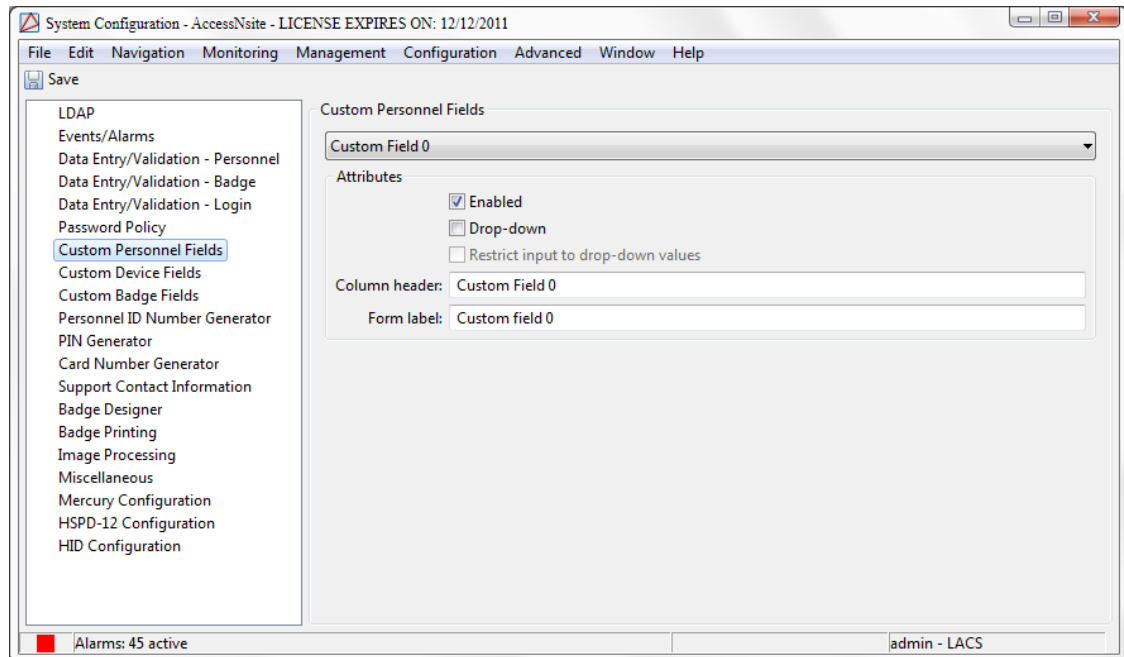 System Configuration - AccessNsite - LICENSE EXPIRES ON: 12/12/2011
File Edit Navigation Monitoring Management Configuration Advanced Window Help
Save
LDAP
Events/Alarms
Data Entry/Validation - Personnel
Data Entry/Validation - Badge
Data Entry/Validation - Login
Password Policy
Custom Personnel Fields
Custom Device Fields
Custom Badge Fields
Personnel ID Number Generator
PIN Generator
Card Number Generator
Support Contact Information
Badge Designer
Badge Printing
Image Processing
Miscellaneous
Mercury Configuration
HSPD-12 Configuration
HID Configuration
Custom Personnel Fields
Custom Field 0
Attributes
Enabled
Drop-down
Restrict input to drop-down values
Column header: Custom Field 0
Form label: Custom field 0
Alarms: 45 active
admin - LACS